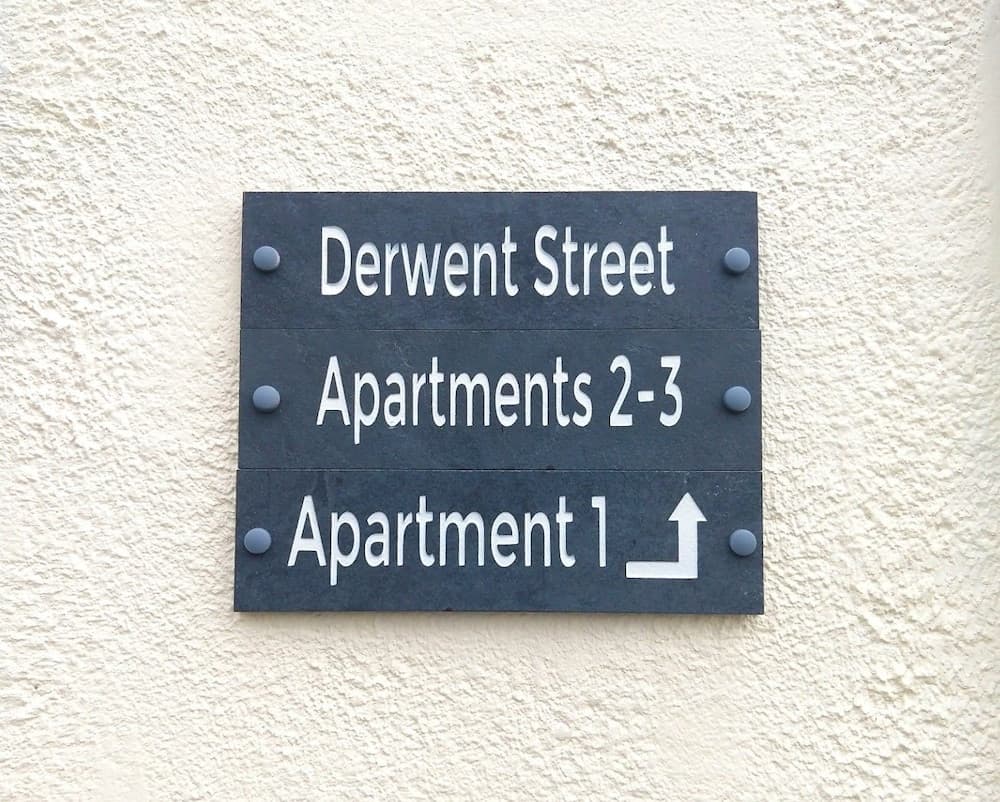 Derwent Street
Apartments 2-3
Apartment 1